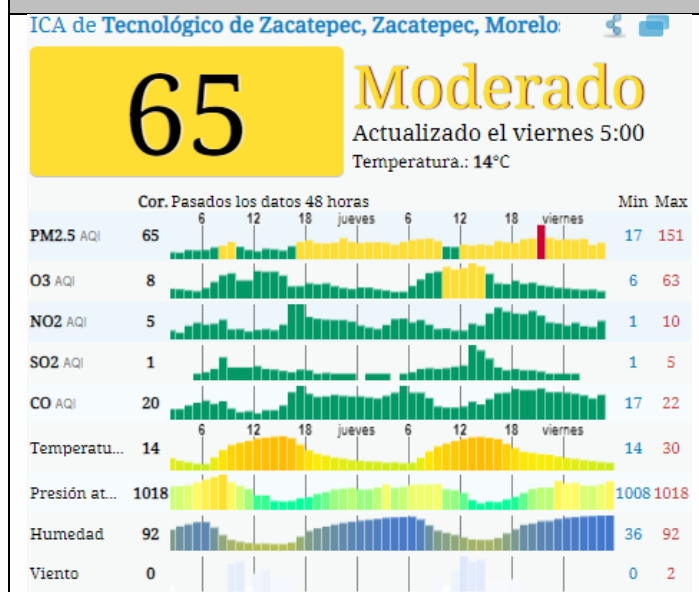 ICA de Tecnológico de Zacatepec, Zacatepec, Morelos
65
Moderado
Actualizado el viernes 5:00
Temperatura.: 14°C
Cor. Pasados los datos 48 horas Min Max
6 12 18 jueves 6 12 18 viernes
PM2.5 AQI 65 17 151
O3 AQI 8 6 63
NO2 AQI 5 1 10
SO2 AQI 1 1 5
CO AQI 20 17 22
6 12 18 jueves 6 12 18 viernes
Temperatu... 14 14 30
Presión at... 1018 1008 1018
Humedad 92 36 92
Viento 0 0 2